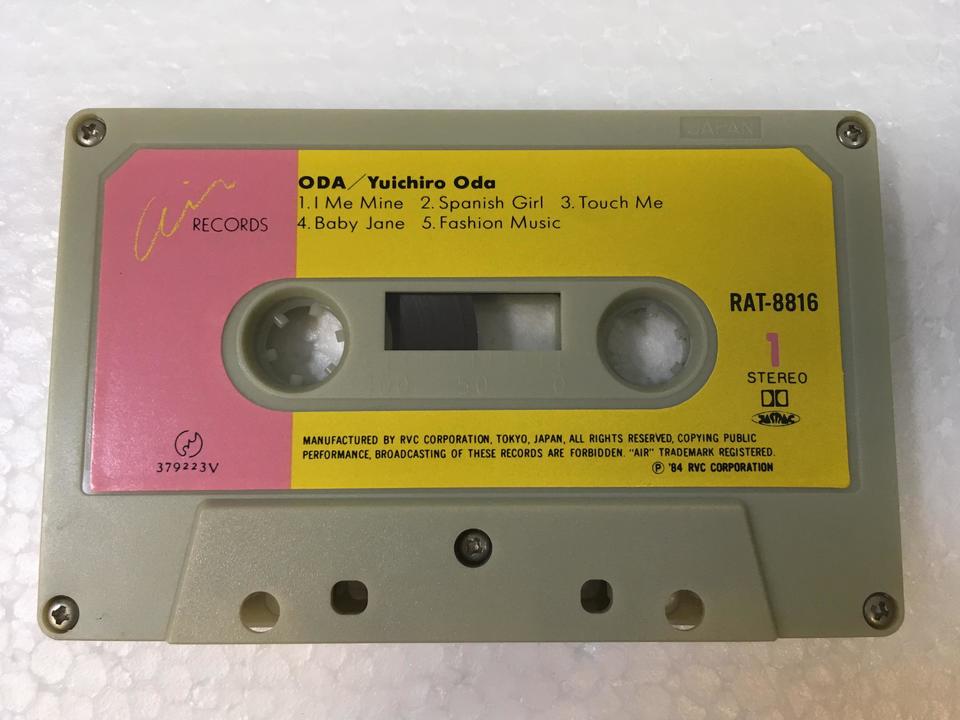 JAPAN
air
RECORDS
ODA/Yuichiro Oda
1. I Me Mine 2. Spanish Girl 3. Touch Me
4. Baby Jane 5. Fashion Music
RAT-8816
1
STEREO
JASRAC
100 50 0
379223V
MANUFACTURED BY RVC CORPORATION, TOKYO, JAPAN, ALL RIGHTS RESERVED, COPYING PUBLIC
PERFORMANCE, BROADCASTING OF THESE RECORDS ARE FORBIDDEN. "AIR" TRADEMARK REGISTERED.
Ⓟ '84 RVC CORPORATION